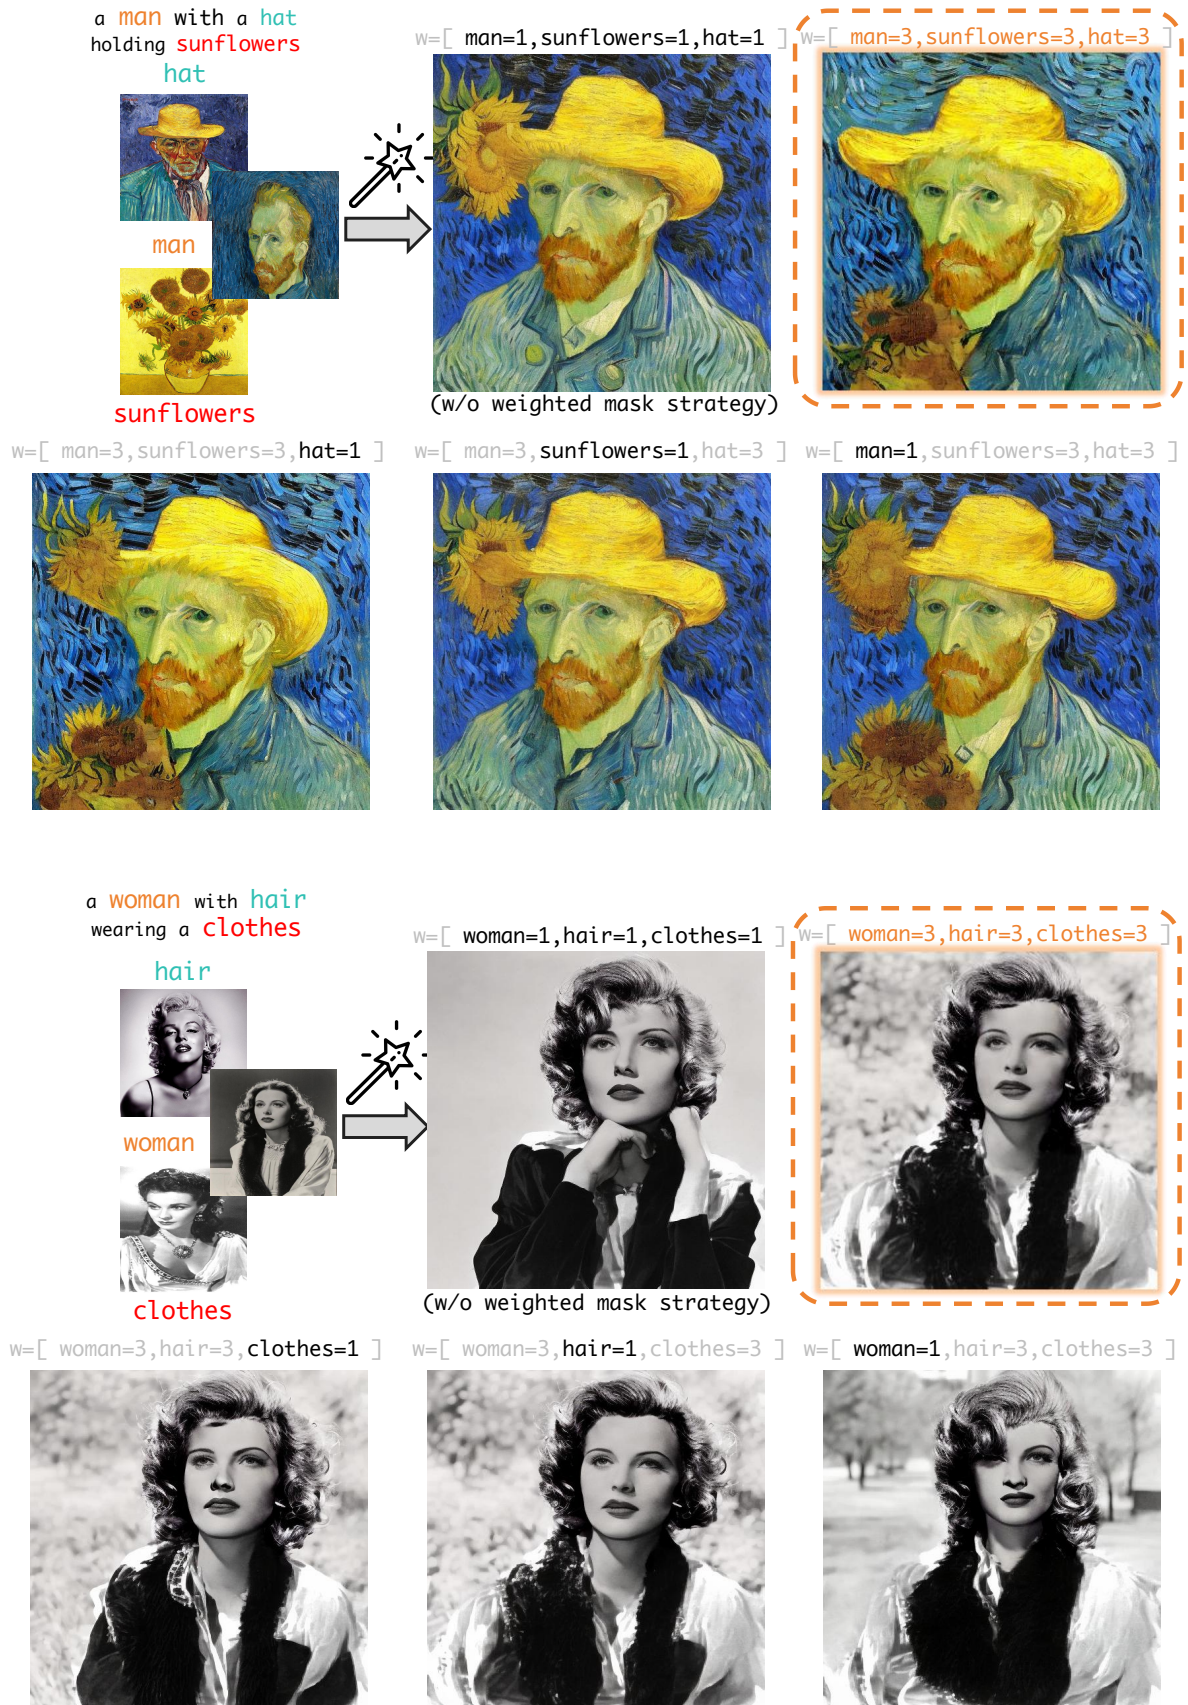 a man with a hat
holding sunflowers
hat
man
sunflowers
w=[ man=1,sunflowers=1,hat=1 ]
(w/o weighted mask strategy)
w=[ man=3,sunflowers=3,hat=3 ]
w=[ man=3,sunflowers=3,hat=1 ]
w=[ man=3,sunflowers=1,hat=3 ]
w=[ man=1,sunflowers=3,hat=3 ]
a woman with hair
wearing a clothes
hair
woman
clothes
w=[ woman=1,hair=1,clothes=1 ]
(w/o weighted mask strategy)
w=[ woman=3,hair=3,clothes=3 ]
w=[ woman=3,hair=3,clothes=1 ]
w=[ woman=3,hair=1,clothes=3 ]
w=[ woman=1,hair=3,clothes=3 ]